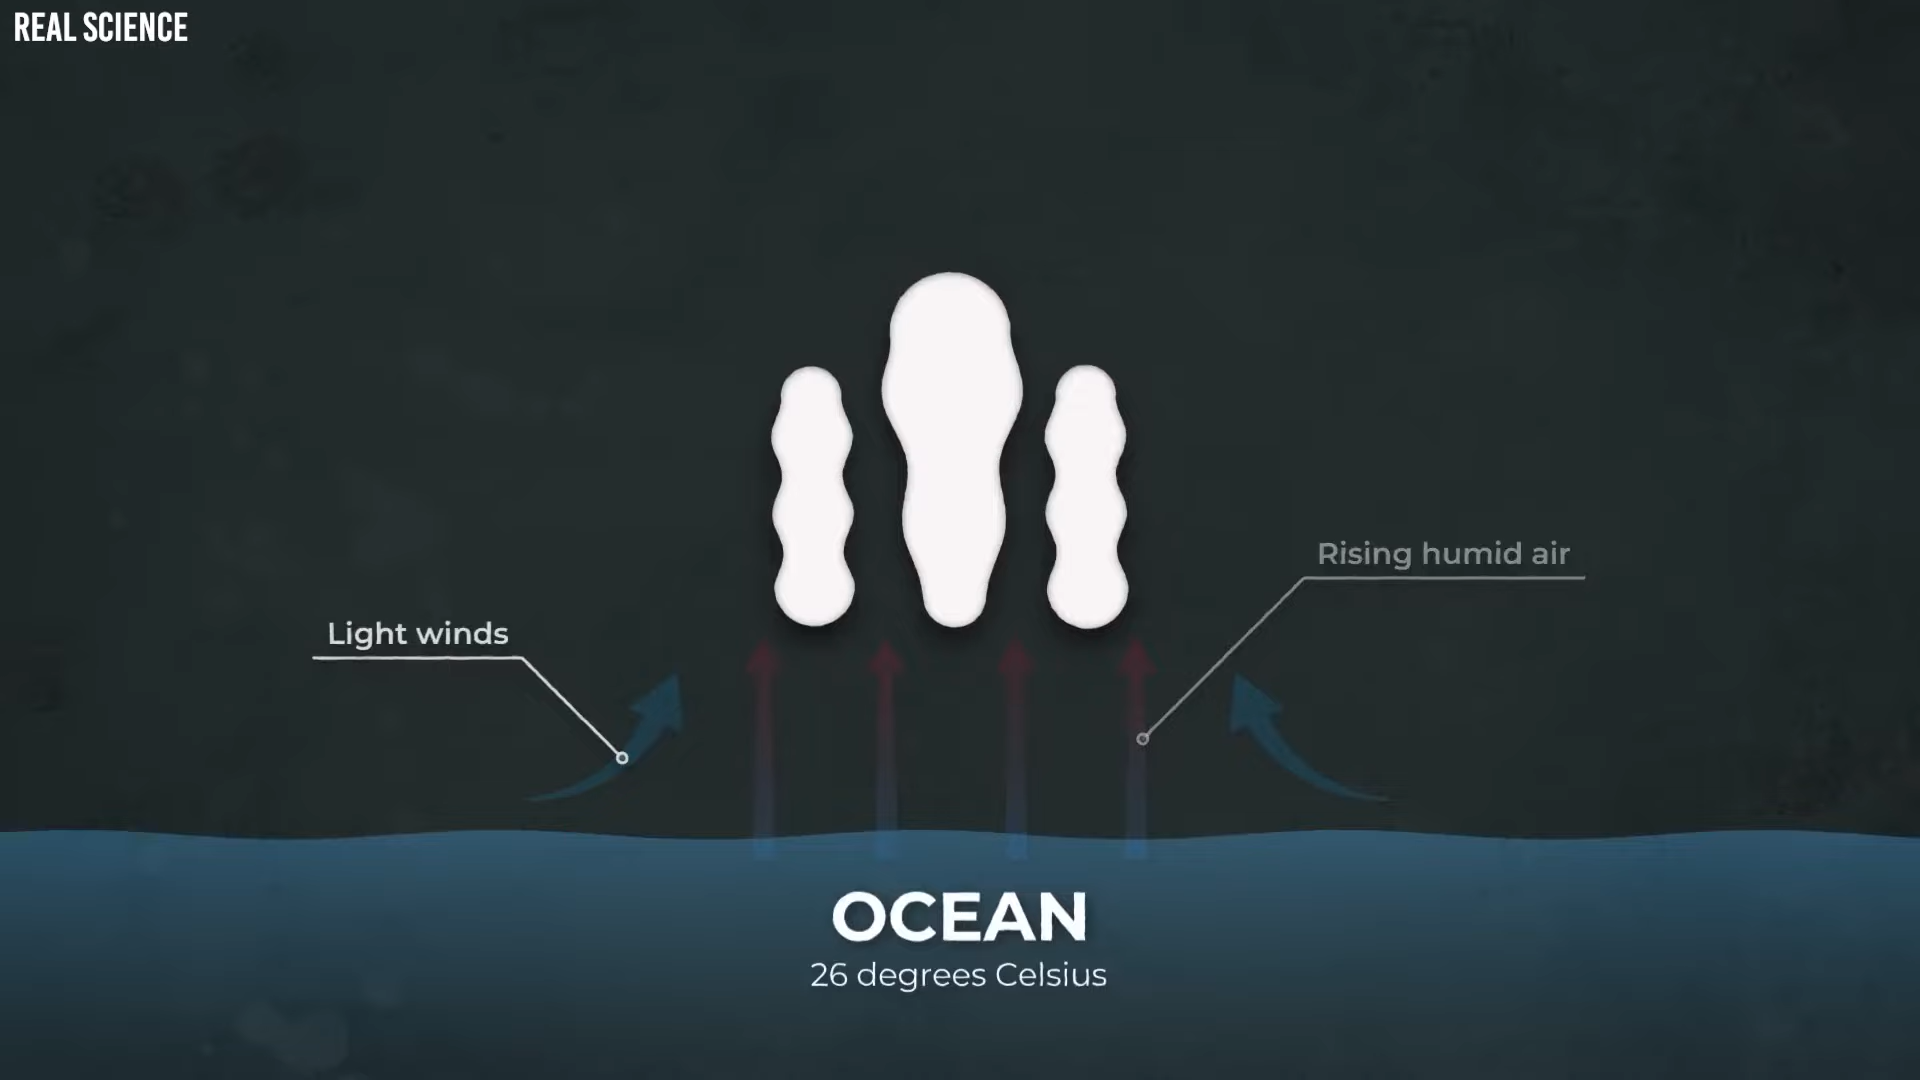 REAL SCIENCE
Rising humid air
Light winds
OCEAN
26 degrees Celsius